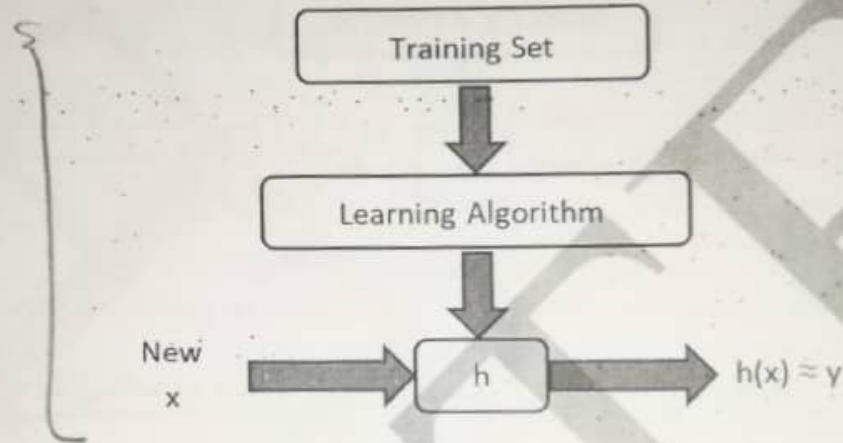 Training Set
Learning Algorithm
New
x
h
h(x) ≈ y